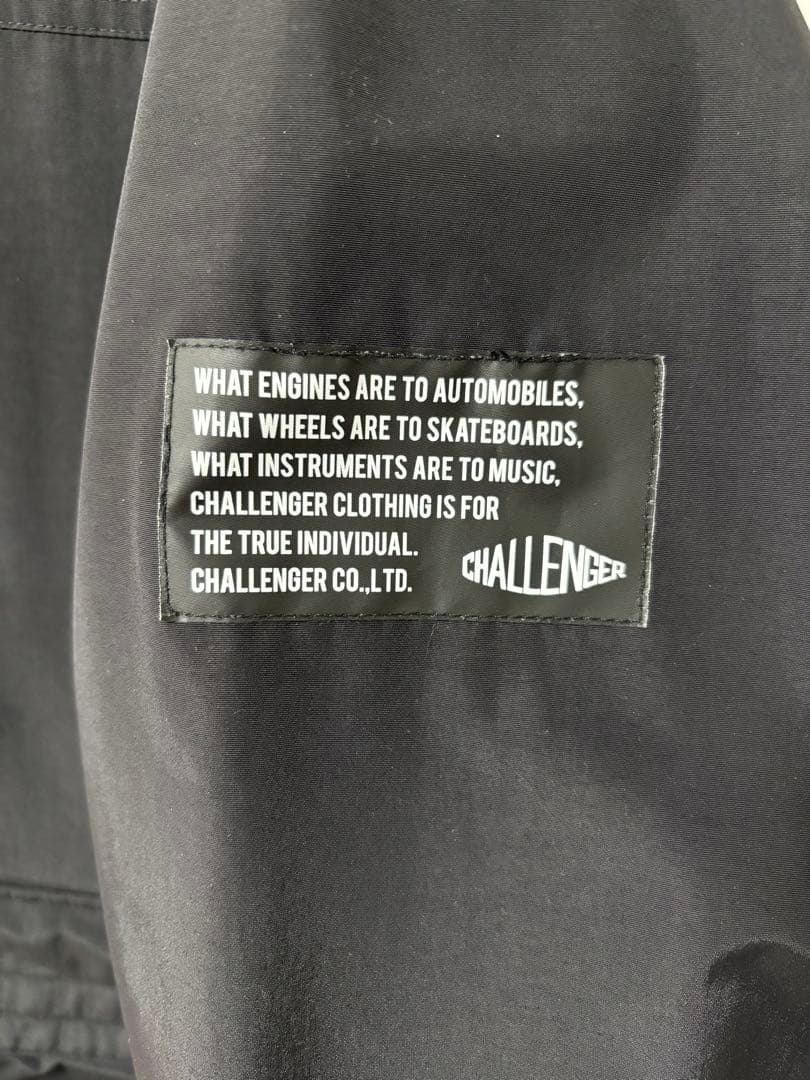 WHAT ENGINES ARE TO AUTOMOBILES,
WHAT WHEELS ARE TO SKATEBOARDS,
WHAT INSTRUMENTS ARE TO MUSIC,
CHALLENGER CLOTHING IS FOR
THE TRUE INDIVIDUAL.
CHALLENGER CO.,LTD.
CHALLENGER